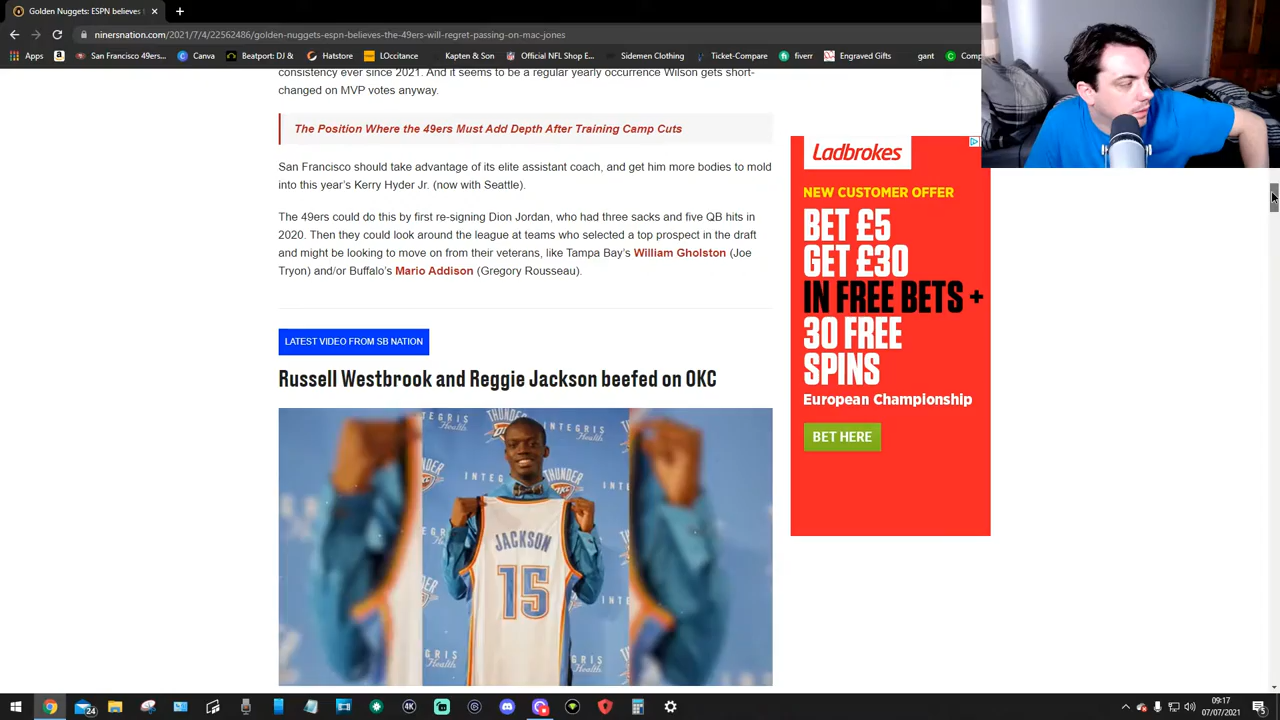 Golden Nuggets: ESPN believes t
ninersnation.com/2021/7/4/22562486/golden-nuggets-espn-believes-the-49ers-will-regret-passing-on-mac-jones
Apps
San Francisco 49ers...
Canva
Beatport: DJ & Da...
Hatstore
LOccitance
Kapten & Son
Official NFL Shop E...
Sidemen Clothing
Ticket-Compare
fiverr
Engraved Gifts
gant
C
consistency ever since 2021. And it seems to be a regular yearly occurrence Wilson gets short-
changed on MVP votes anyway.
The Position Where the 49ers Must Add Depth After Training Camp Cuts
San Francisco should take advantage of its elite assistant coach, and get him more bodies to mold
into this year's Kerry Hyder Jr. (now with Seattle).
The 49ers could do this by first re-signing Dion Jordan, who had three sacks and five QB hits in
2020. Then they could look around the league at teams who selected a top prospect in the draft
and might be looking to move on from their veterans, like Tampa Bay's William Gholston (Joe
Tryon) and/or Buffalo's Mario Addison (Gregory Rousseau).
LATEST VIDEO FROM SB NATION
Russell Westbrook and Reggie Jackson beefed on OKC
INTEGRIS
Health
THUNDER
INTEGRIS
Health
JACKSON
15
Ladbrokes
NEW CUSTOMER OFFER
BET £5
GET £30
IN FREE BETS +
30 FREE
SPINS
European Championship
BET HERE
24
4K
09:17
07/07/2021
5